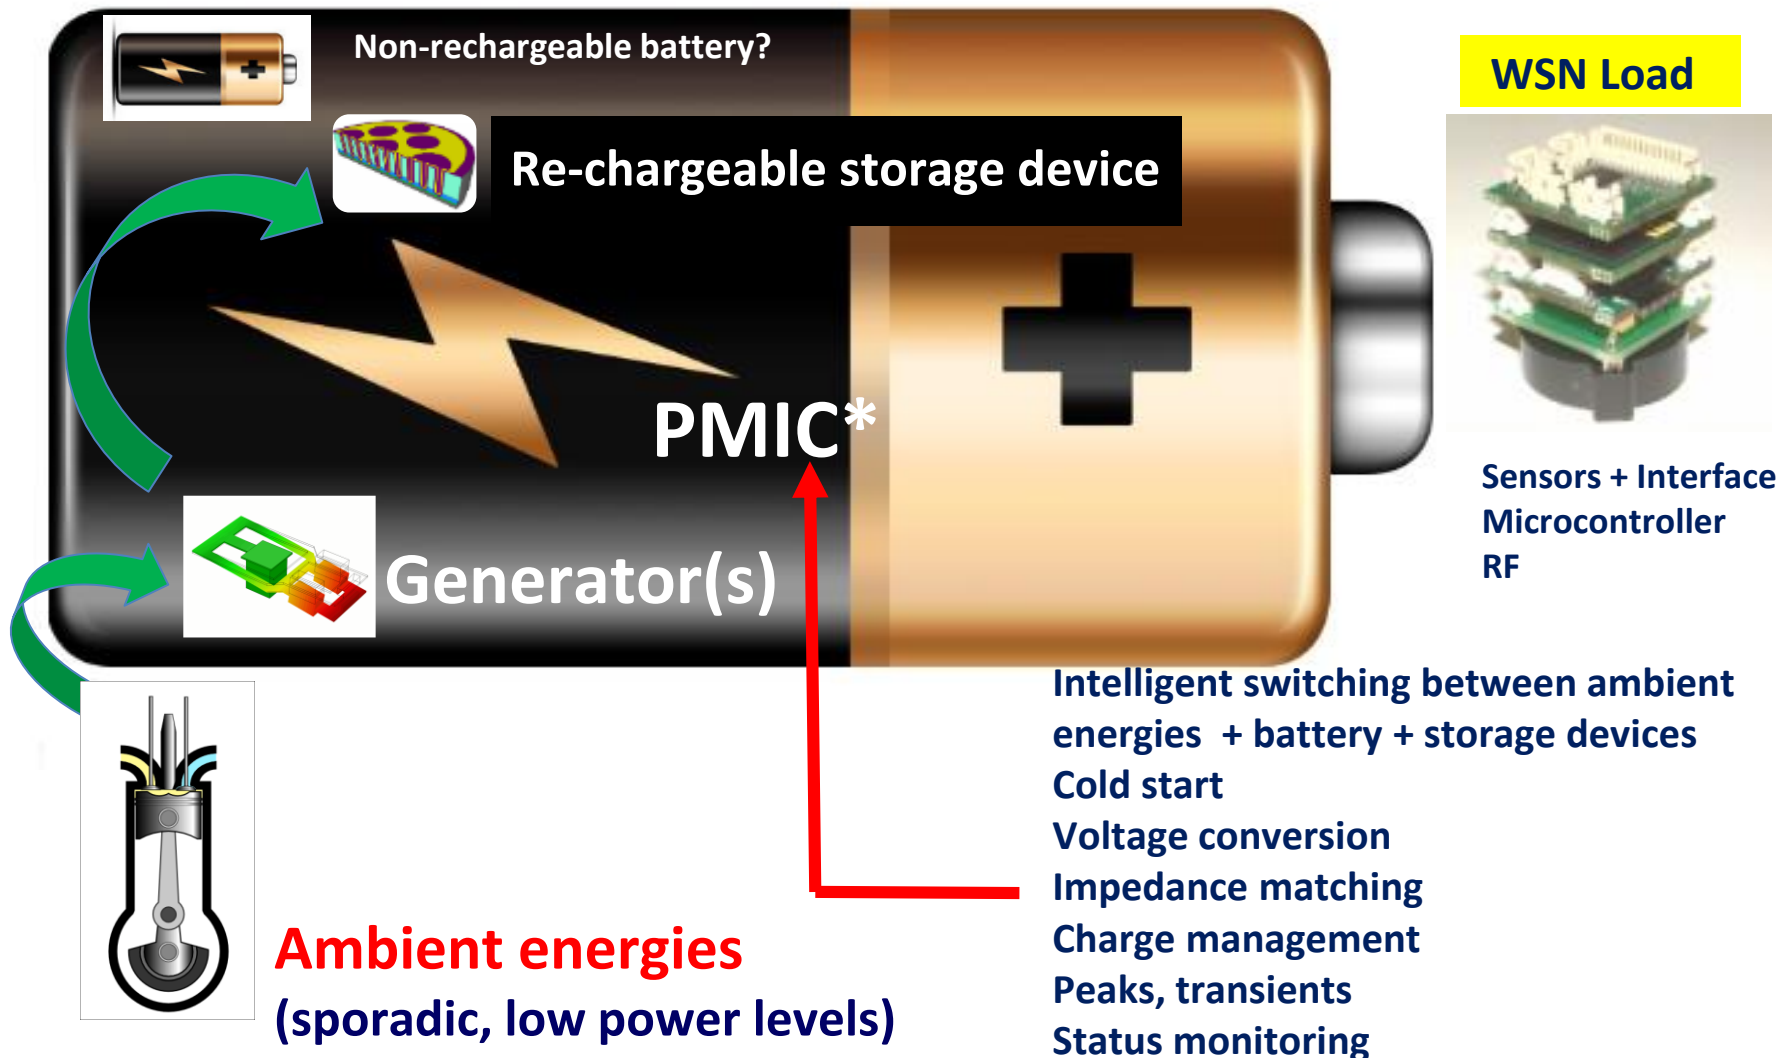 Non-rechargeable battery?
WSN Load
Re-chargeable storage device
PMIC*
Sensors + Interface
Microcontroller
RF
Generator(s)
Intelligent switching between ambient
energies + battery + storage devices
Cold start
Voltage conversion
Impedance matching
Charge management
Peaks, transients
Status monitoring
Ambient energies
(sporadic, low power levels)